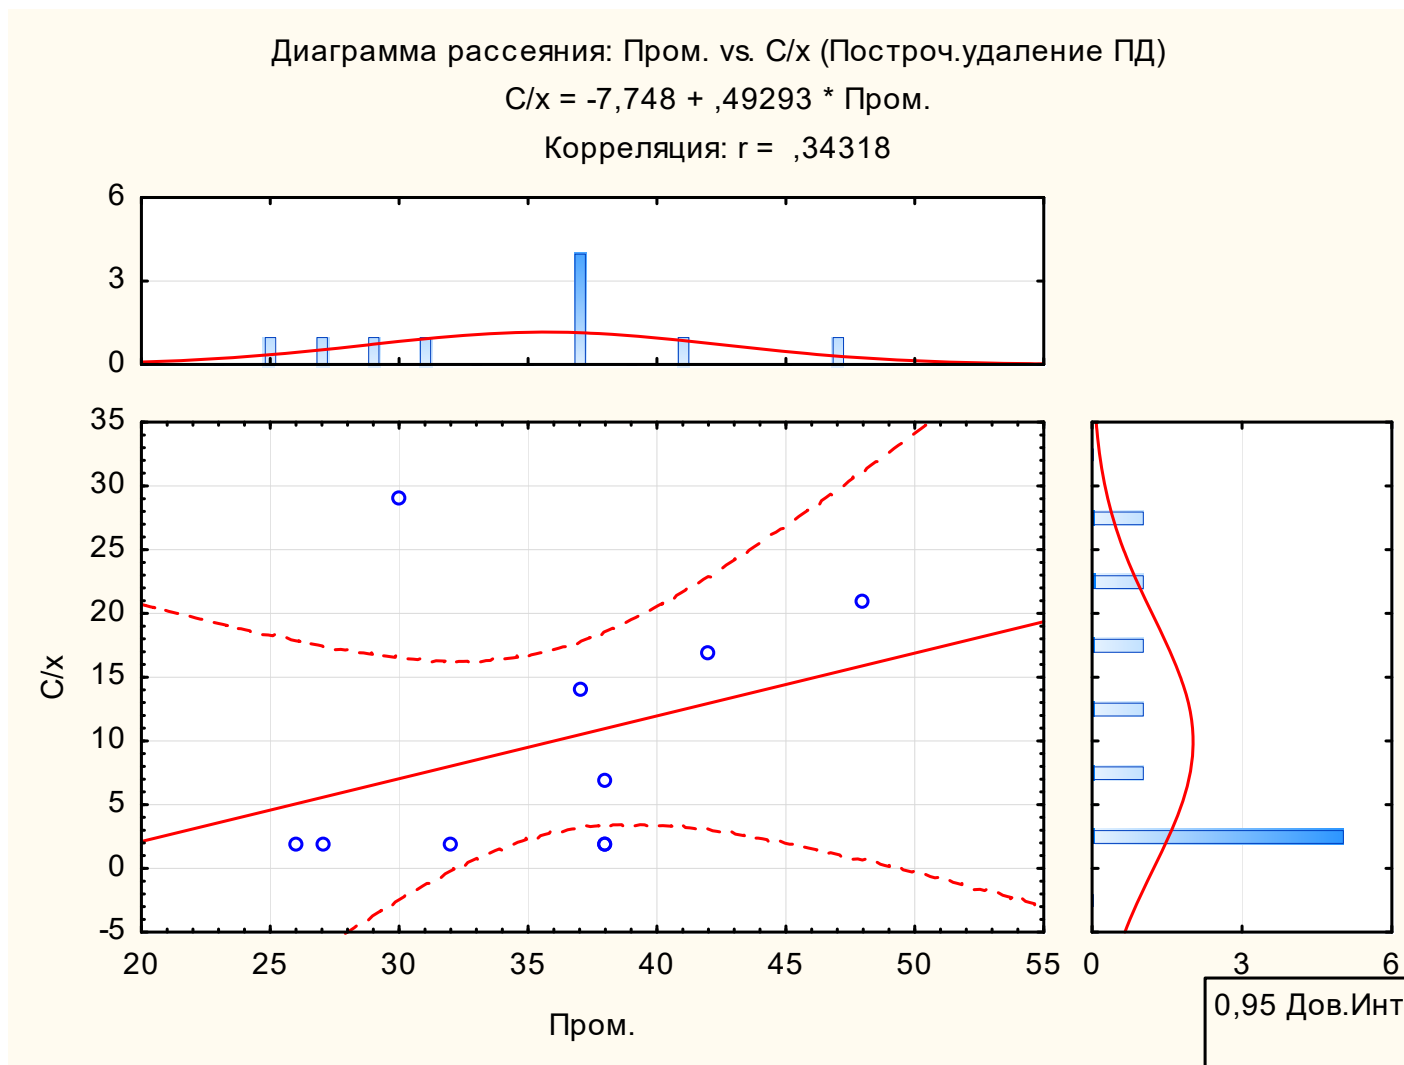 Диаграмма рассеяния: Пром. vs. C/x (Построч.удаление ПД)
C/x = -7,748 + ,49293 * Пром.
Корреляция: r = ,34318
6
3
0
35
30
25
20
15
10
5
0
-5
C/x
20 25 30 35 40 45 50 55
0 3 6
Пром.
0,95 Дов.Инт